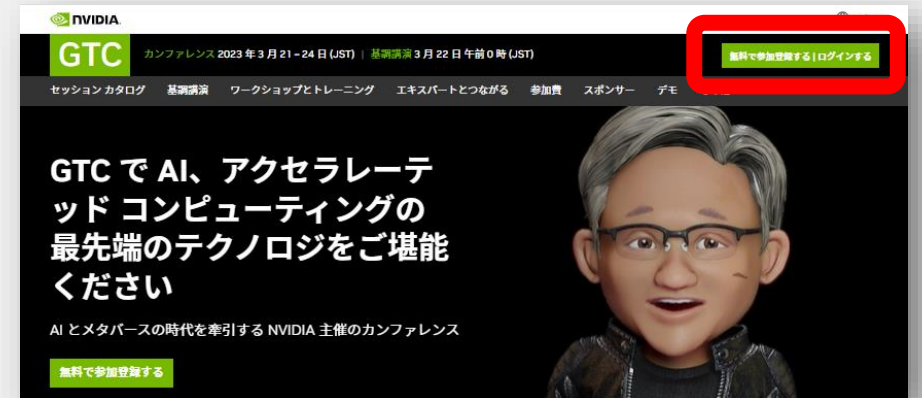 NVIDIA.
GTC
カンファレンス 2023 年 3 月 21 – 24 日 (JST) | 基調講演 3 月 22 日 午前 0 時 (JST)
無料で参加登録する | ログインする
セッション カタログ 基調講演 ワークショップとトレーニング エキスパートとつながる 参加費 スポンサー デモ
GTC で AI、アクセラレーテ
ッド コンピューティングの
最先端のテクノロジをご堪能
ください
AI とメタバースの時代を牽引する NVIDIA 主催のカンファレンス
無料で参加登録する